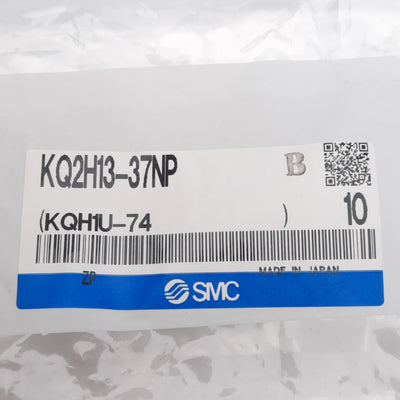 KQ2H13-37NP B
(KQH1U-74 ) 10
ZP MADE IN JAPAN
SMC